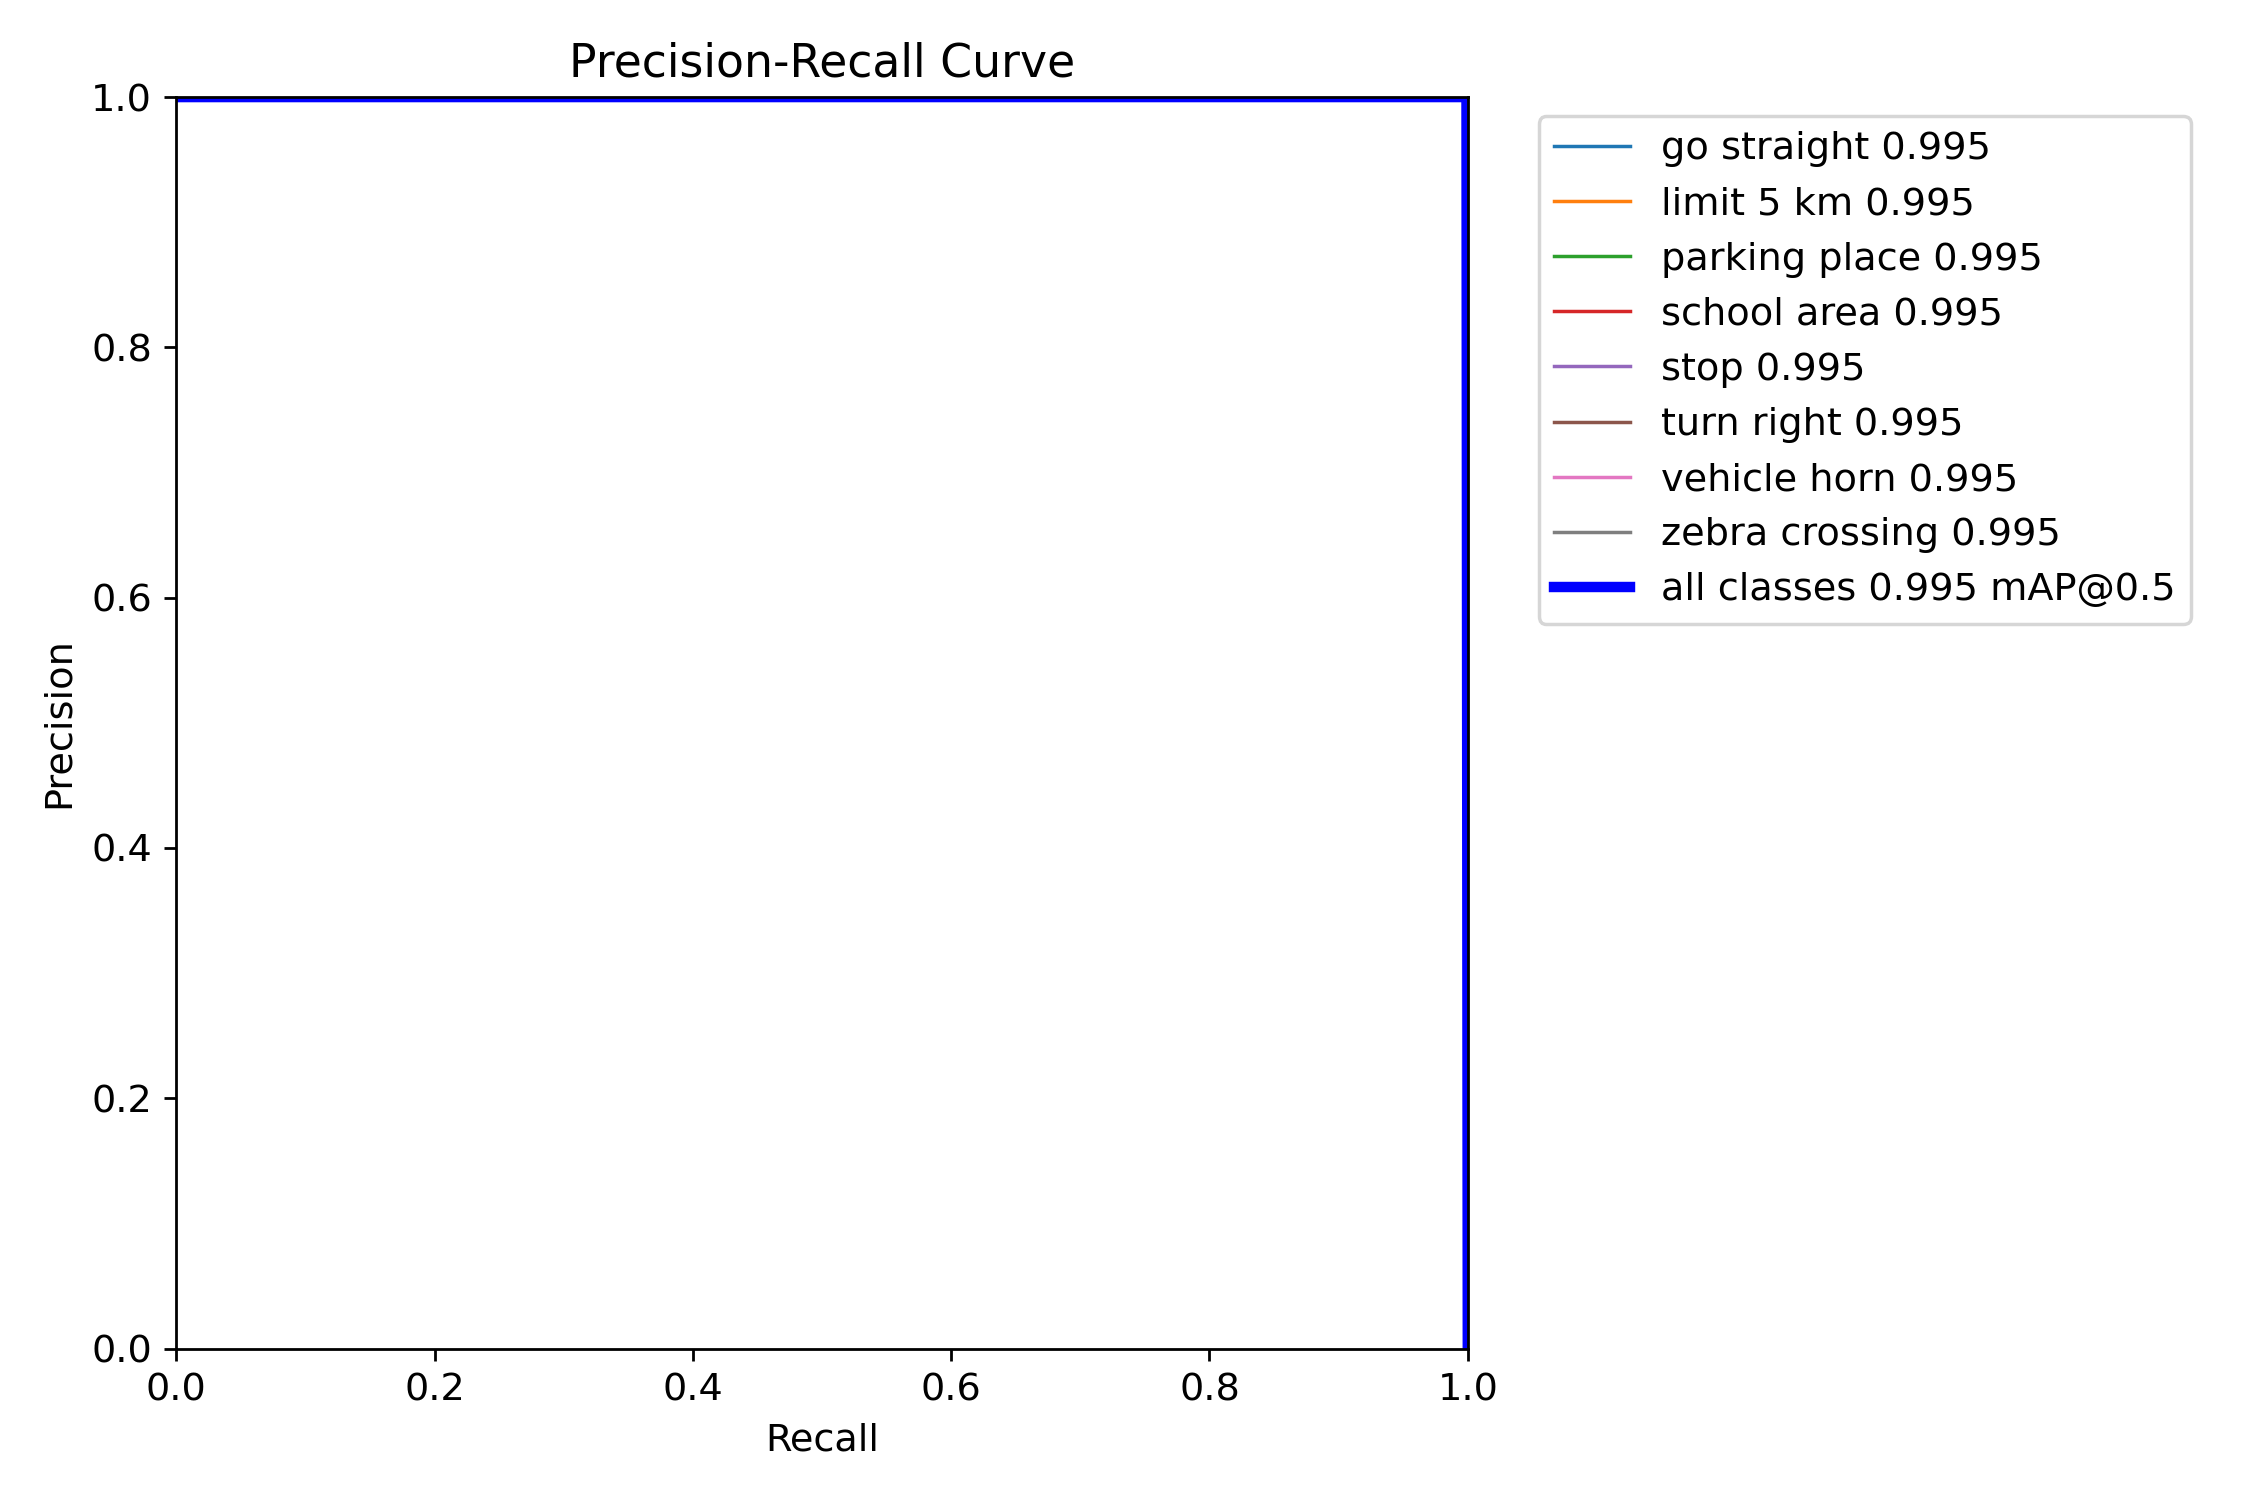 Precision-Recall Curve
1.0
0.8
0.6
0.4
0.2
0.0
Precision
0.0 0.2 0.4 0.6 0.8 1.0
Recall
go straight 0.995
limit 5 km 0.995
parking place 0.995
school area 0.995
stop 0.995
turn right 0.995
vehicle horn 0.995
zebra crossing 0.995
all classes 0.995 mAP@0.5